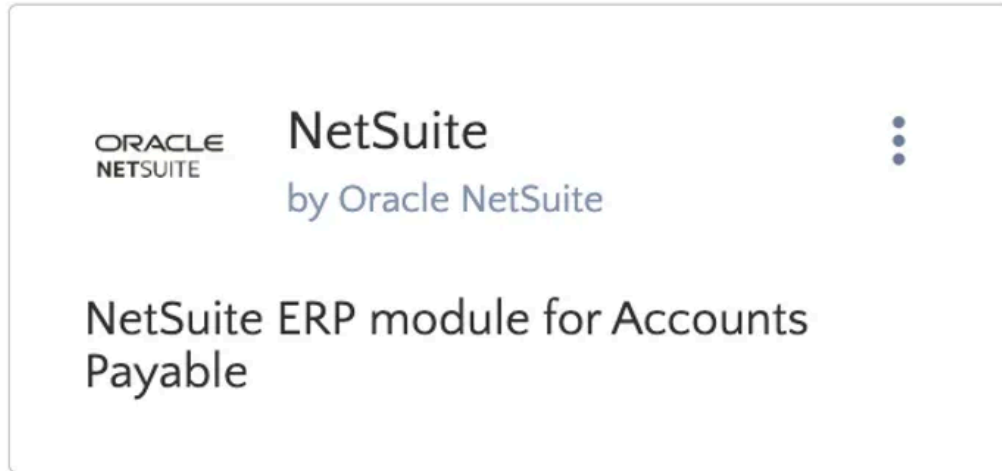 ORACLE
NETSUITE
NetSuite
by Oracle NetSuite
NetSuite ERP module for Accounts
Payable